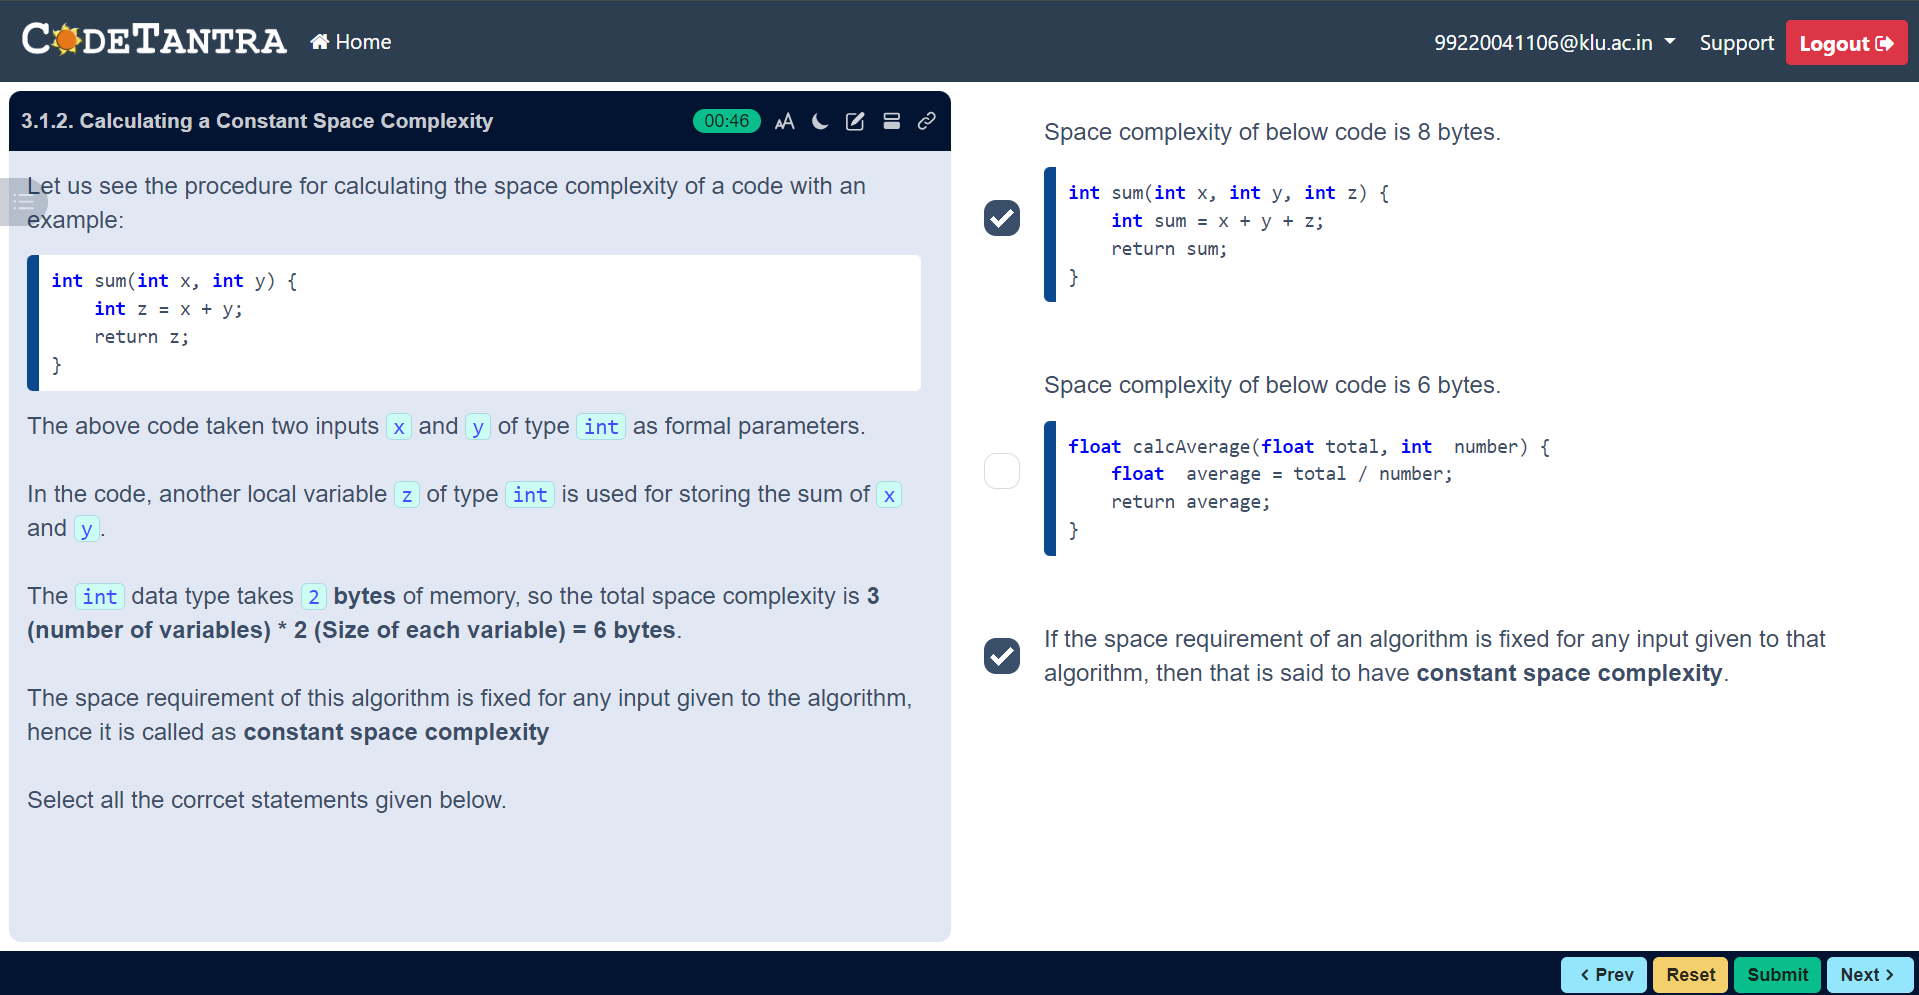 CODETANTRA
Home
99220041106@klu.ac.in
Support
Logout
3.1.2. Calculating a Constant Space Complexity
00:46
AA
Let us see the procedure for calculating the space complexity of a code with an
example:
int sum(int x, int y) {
    int z = x + y;
    return z;
}
The above code taken two inputs x and y of type int as formal parameters.
In the code, another local variable z of type int is used for storing the sum of x
and y.
The int data type takes 2 bytes of memory, so the total space complexity is 3
(number of variables) * 2 (Size of each variable) = 6 bytes.
The space requirement of this algorithm is fixed for any input given to the algorithm,
hence it is called as constant space complexity
Select all the corrcet statements given below.
Space complexity of below code is 8 bytes.
int sum(int x, int y, int z) {
    int sum = x + y + z;
    return sum;
}
Space complexity of below code is 6 bytes.
float calcAverage(float total, int  number) {
    float  average = total / number;
    return average;
}
If the space requirement of an algorithm is fixed for any input given to that
algorithm, then that is said to have constant space complexity.
< Prev
Reset
Submit
Next >